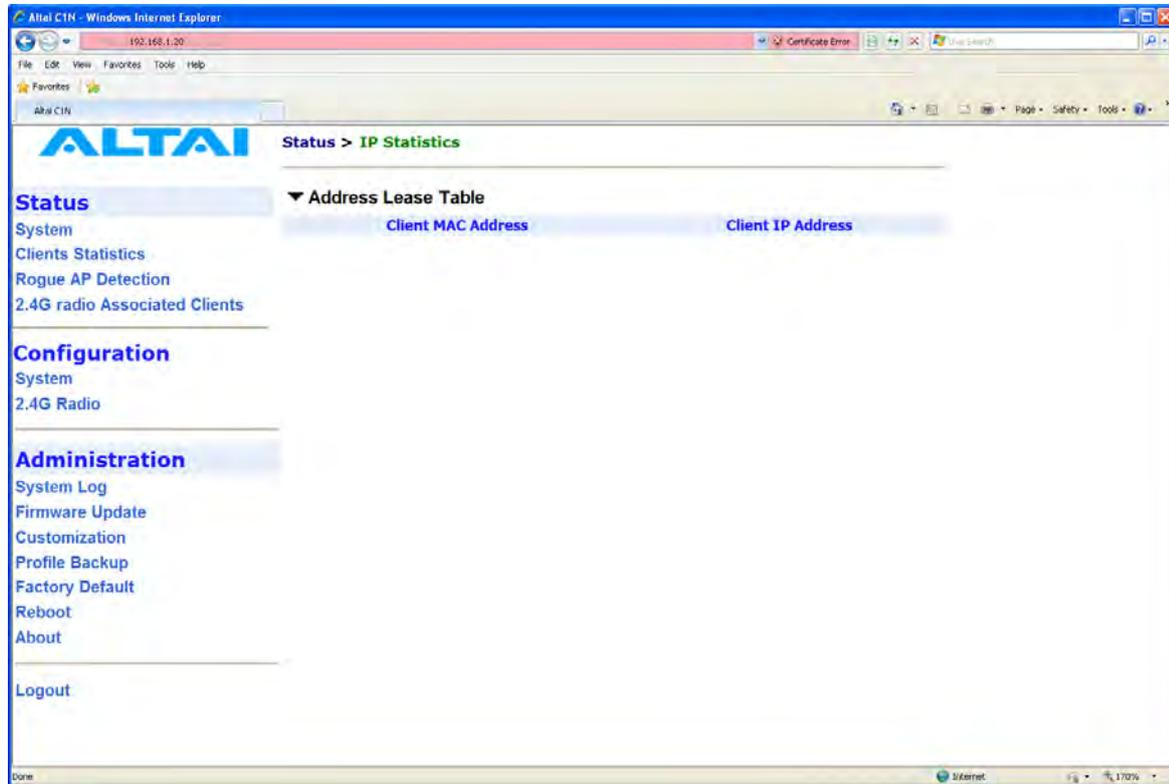 Altai C1N - Windows Internet Explorer
192.168.1.20
Certificate Error
Live Search
File Edit View Favorites Tools Help
Favorites
Altai C1N
Page Safety Tools
ALTAI
Status > IP Statistics
Status
System
Clients Statistics
Rogue AP Detection
2.4G radio Associated Clients
Configuration
System
2.4G Radio
Administration
System Log
Firmware Update
Customization
Profile Backup
Factory Default
Reboot
About
Logout
Address Lease Table
Client MAC Address Client IP Address
Done
Internet
170%